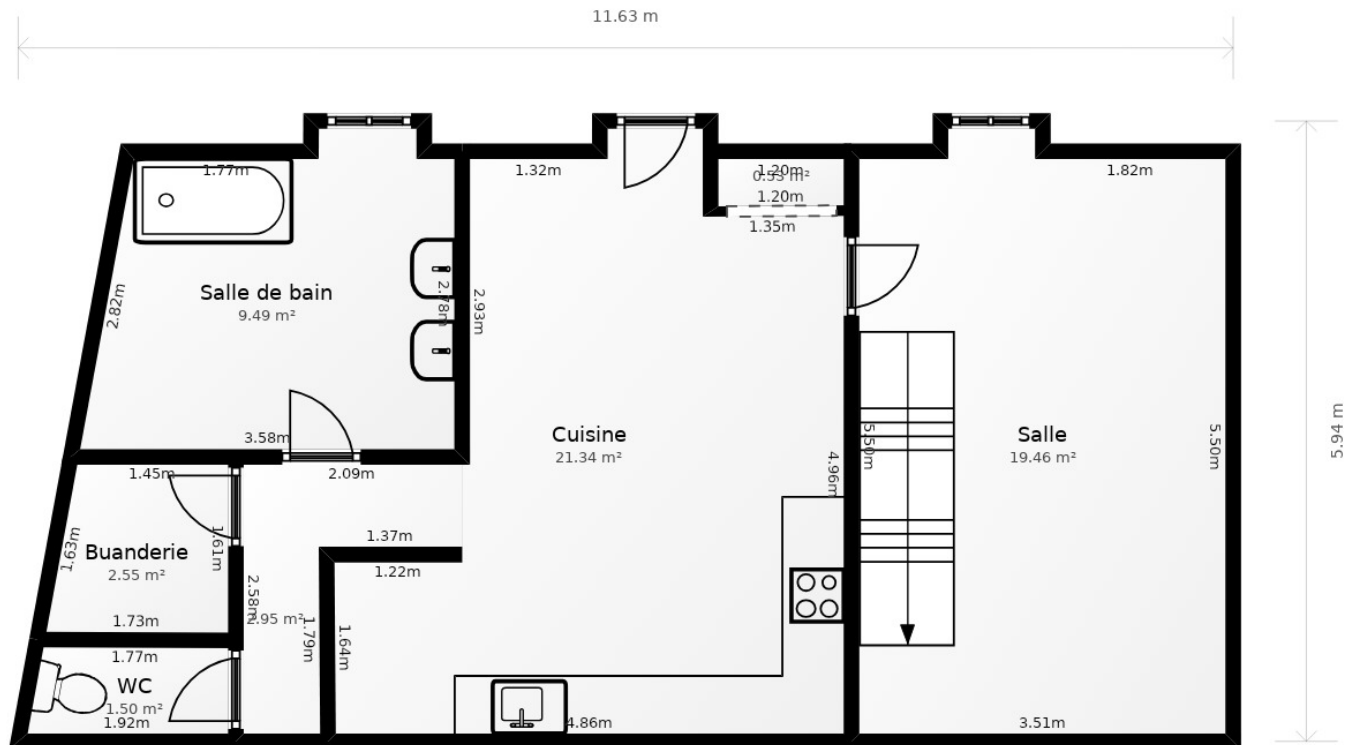 11.63 m
1.77m
1.32m
1.20m
0.53 m²
1.20m
1.35m
1.82m
2.82m
Salle de bain
9.49 m²
2.78m
2.93m
3.58m
Cuisine
21.34 m²
4.96m
5.50m
Salle
19.46 m²
5.50m
5.94 m
1.45m
2.09m
1.63m
Buanderie
2.55 m²
1.61m
1.37m
1.22m
1.73m
2.58m
2.95 m²
1.79m
1.64m
1.77m
WC
1.50 m²
1.92m
4.86m
3.51m